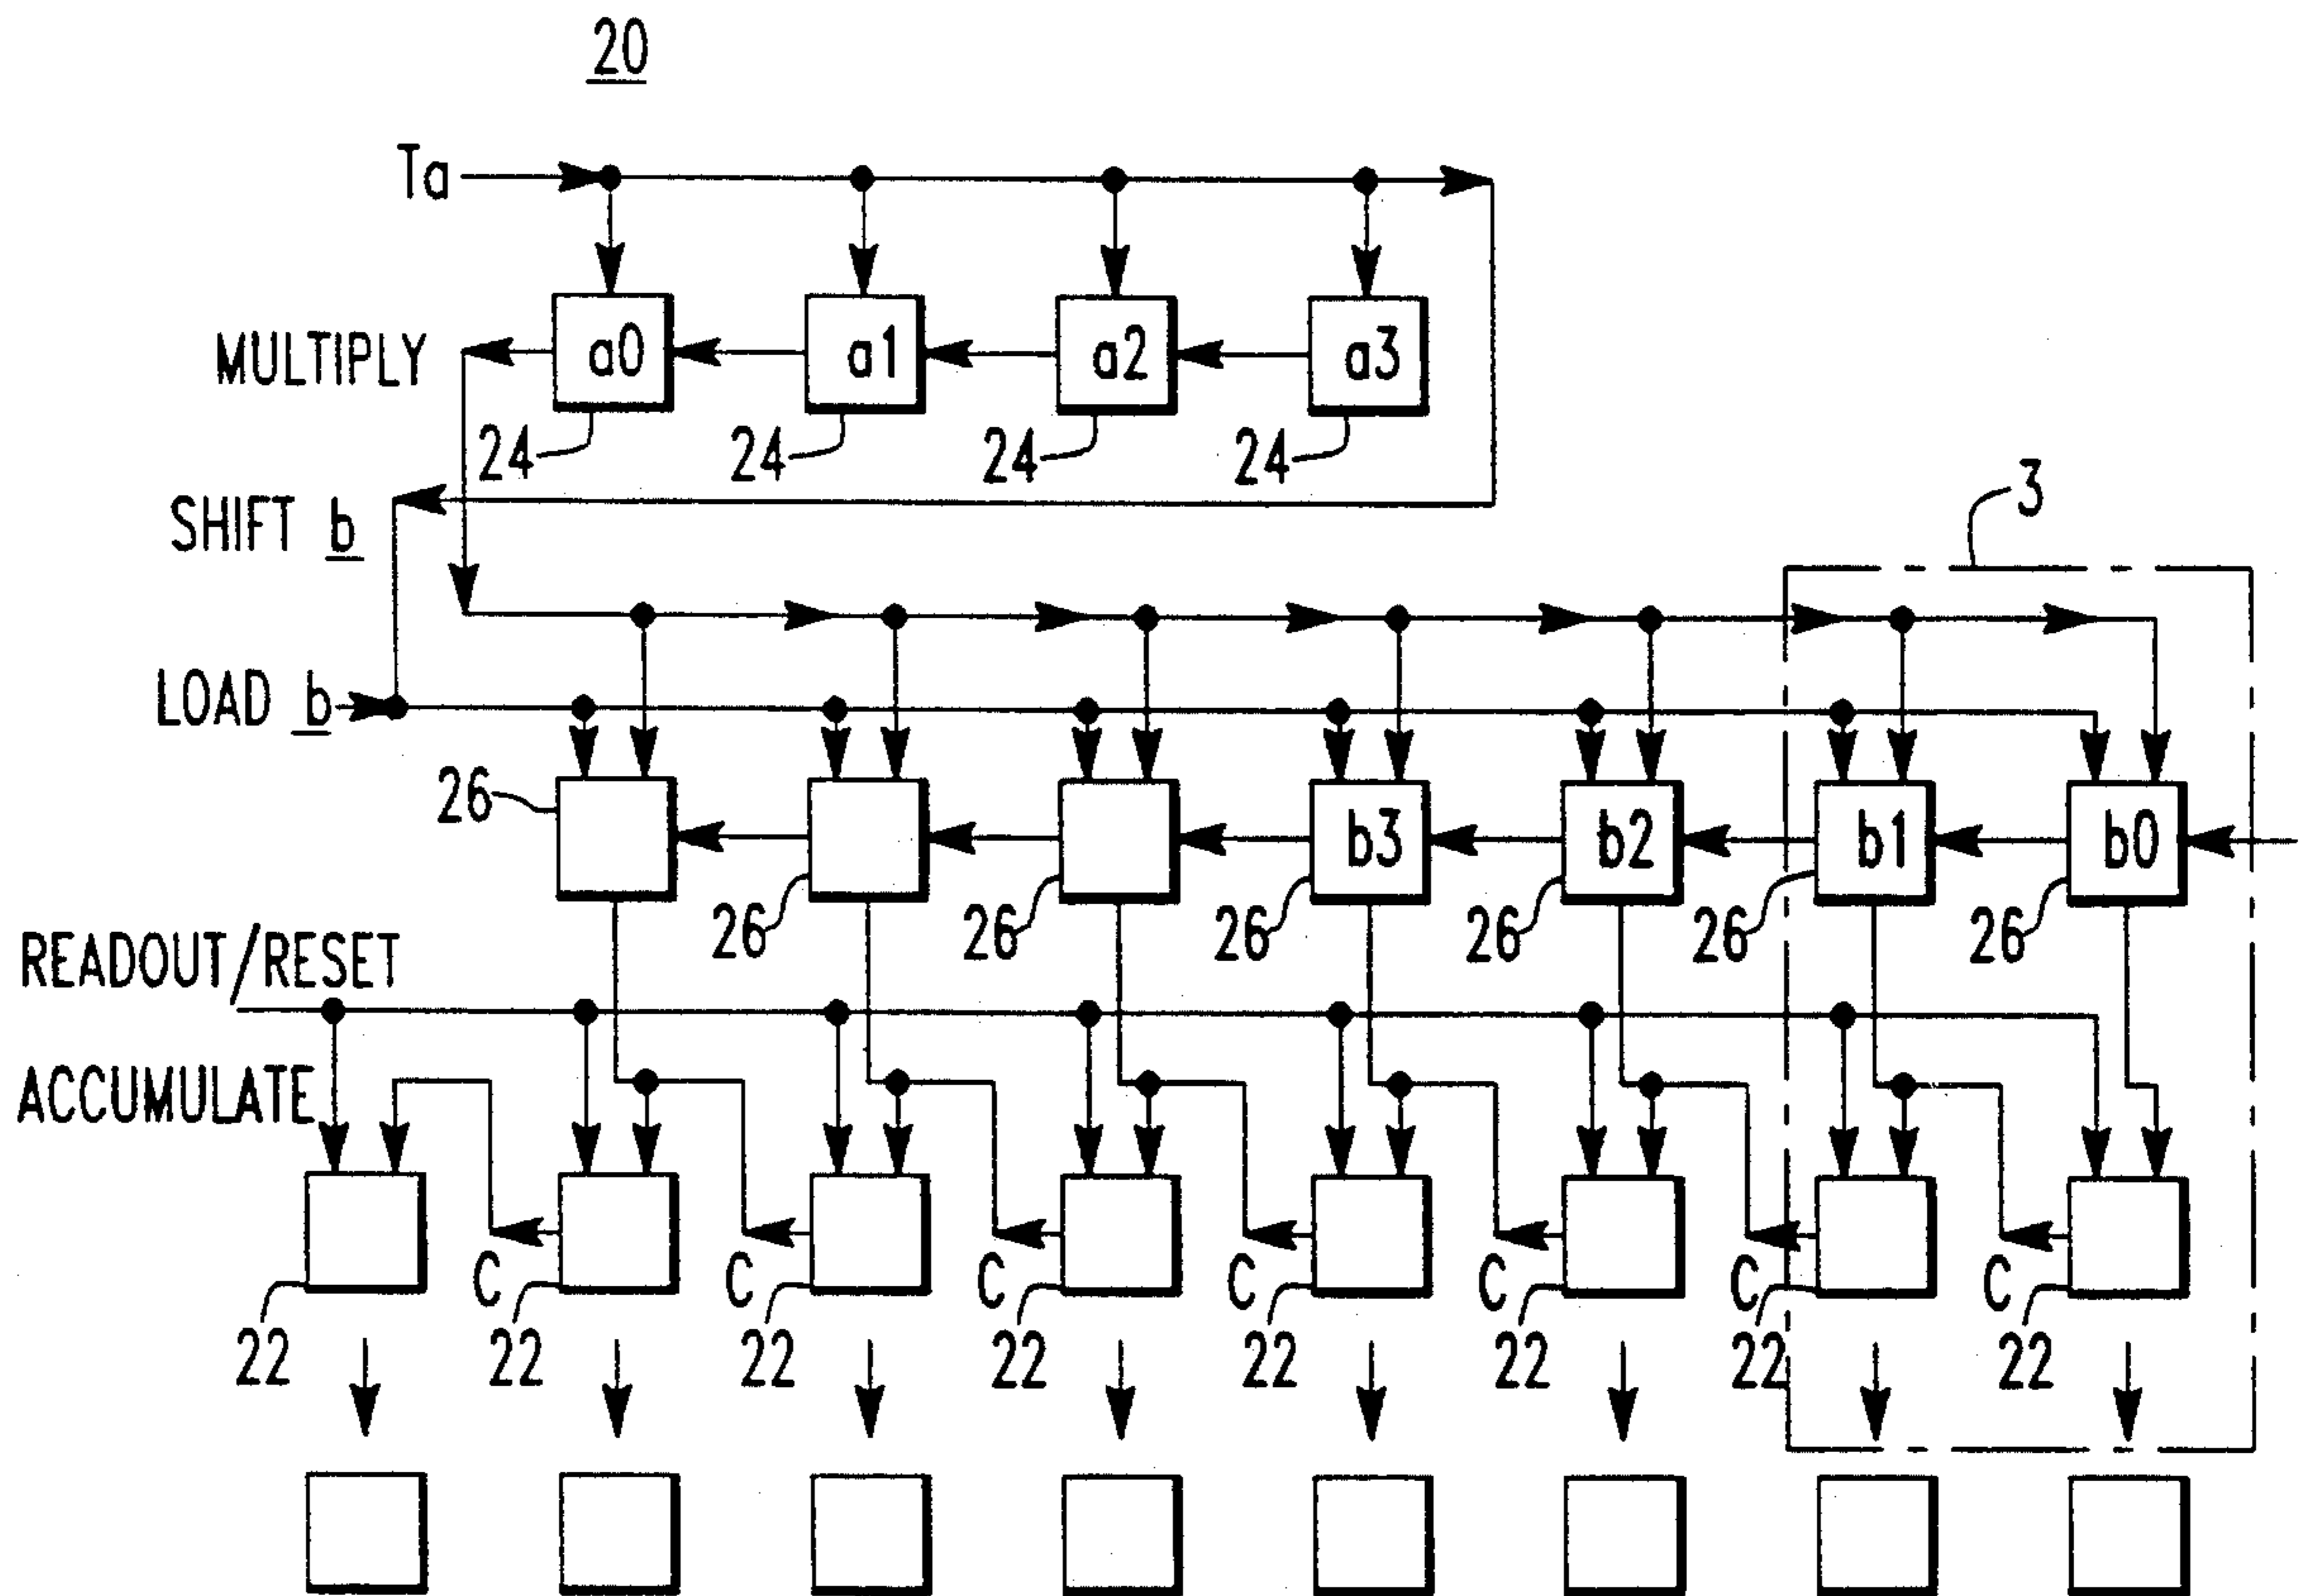 20
Ta
MULTIPLY
a0 a1 a2 a3
24 24 24 24
SHIFT b
3
LOAD b
26
b3 b2 b1 b0
26 26 26 26 26 26
READOUT/RESET
ACCUMULATE
C C C C C C C
22 22 22 22 22 22 22 22